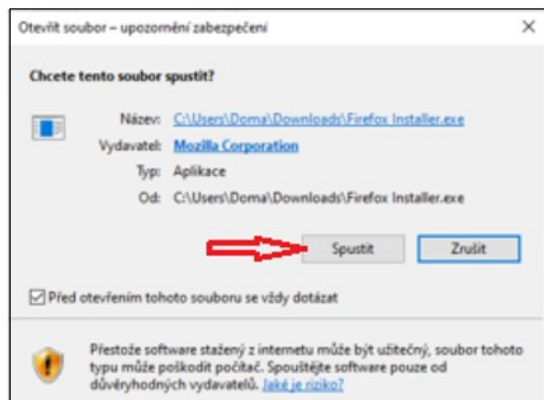 Otevřít soubor – upozornění zabezpečení
Chcete tento soubor spustit?
Název: C:\Users\Doma\Downloads\Firefox Installer.exe
Vydavatel: Mozilla Corporation
Typ: Aplikace
Od: C:\Users\Doma\Downloads\Firefox Installer.exe
Spustit Zrušit
Před otevřením tohoto souboru se vždy dotázat
Přestože software stažený z internetu může být užitečný, soubor tohoto
typu může poškodit počítač. Spouštějte software pouze od
důvěryhodných vydavatelů. Jaké je riziko?